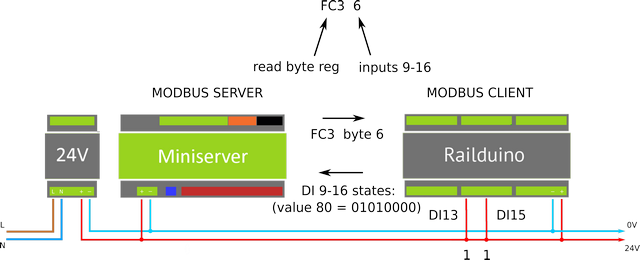 FC3 6
read byte reg
inputs 9-16
MODBUS SERVER
MODBUS CLIENT
24V
Miniserver
FC3 byte 6
Railduino
DI 9-16 states:
(value 80 = 01010000)
L N + −
+ −
− +
DI13
DI15
L
N
0V
24V
1 1